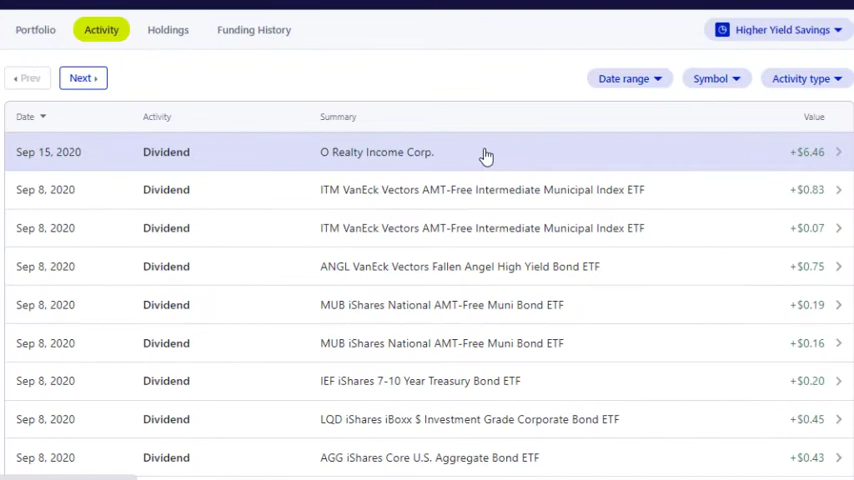 Portfolio Activity Holdings Funding History Higher Yield Savings
Prev Next Date range Symbol Activity type
Date Activity Summary Value
Sep 15, 2020 Dividend O Realty Income Corp. +$6.46
Sep 8, 2020 Dividend ITM VanEck Vectors AMT-Free Intermediate Municipal Index ETF +$0.83
Sep 8, 2020 Dividend ITM VanEck Vectors AMT-Free Intermediate Municipal Index ETF +$0.07
Sep 8, 2020 Dividend ANGL VanEck Vectors Fallen Angel High Yield Bond ETF +$0.75
Sep 8, 2020 Dividend MUB iShares National AMT-Free Muni Bond ETF +$0.19
Sep 8, 2020 Dividend MUB iShares National AMT-Free Muni Bond ETF +$0.16
Sep 8, 2020 Dividend IEF iShares 7-10 Year Treasury Bond ETF +$0.20
Sep 8, 2020 Dividend LQD iShares iBoxx $ Investment Grade Corporate Bond ETF +$0.45
Sep 8, 2020 Dividend AGG iShares Core U.S. Aggregate Bond ETF +$0.43